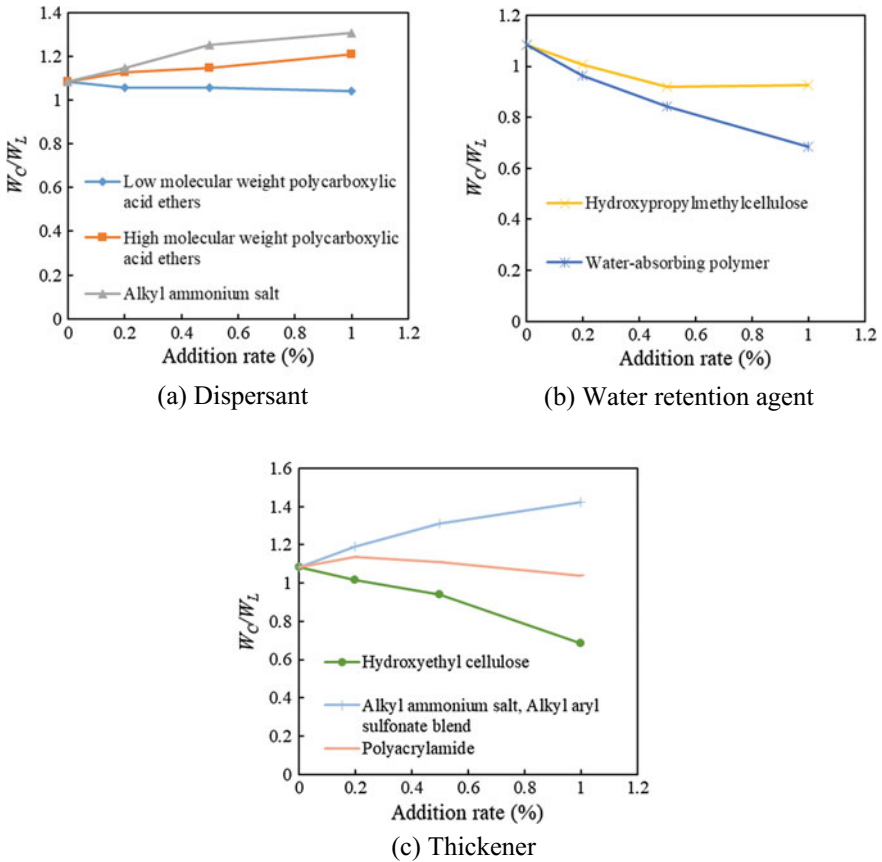 1.4
1.2
1
0.8
0.6
0.4
0.2
0
W_C/W_L
Low molecular weight polycarboxylic
acid ethers
High molecular weight polycarboxylic
acid ethers
Alkyl ammonium salt
0 0.2 0.4 0.6 0.8 1 1.2
Addition rate (%)
(a) Dispersant
1.2
1
0.8
0.6
0.4
0.2
0
W_C/W_L
Hydroxypropylmethylcellulose
Water-absorbing polymer
0 0.2 0.4 0.6 0.8 1 1.2
Addition rate (%)
(b) Water retention agent
1.6
1.4
1.2
1
0.8
0.6
0.4
0.2
0
W_C/W_L
Hydroxyethyl cellulose
Alkyl ammonium salt, Alkyl aryl
sulfonate blend
Polyacrylamide
0 0.2 0.4 0.6 0.8 1 1.2
Addition rate (%)
(c) Thickener